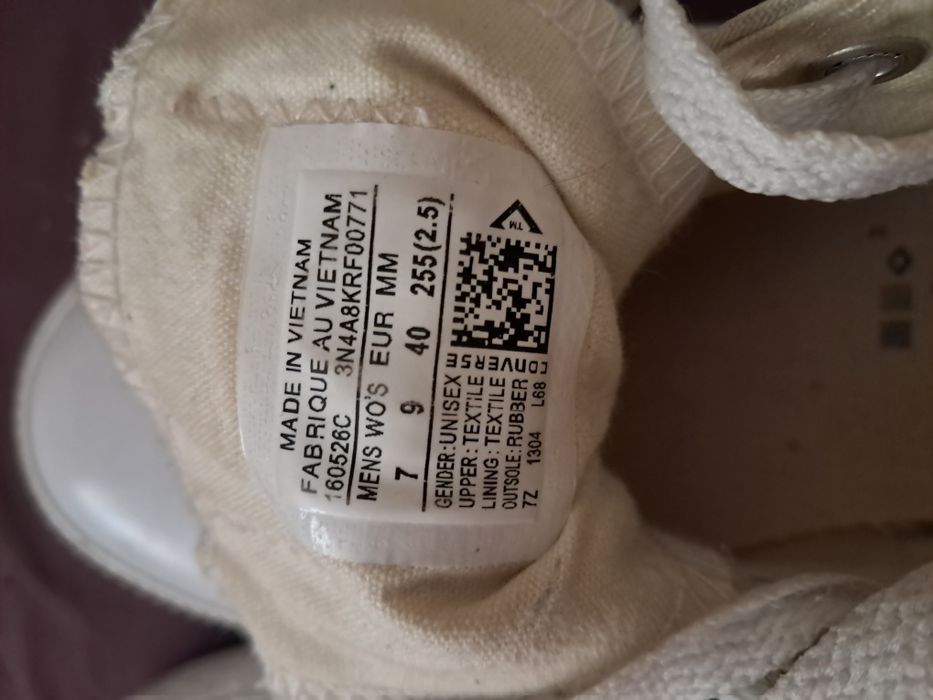 MADE IN VIETNAM
FABRIQUE AU VIETNAM
160526C 3N4A8KRF00771
MENS WO'S EUR MM
7 9 40 255(2.5)
GENDER:UNISEX
UPPER:TEXTILE
LINING:TEXTILE
OUTSOLE:RUBBER
7Z 1304 L68
TM